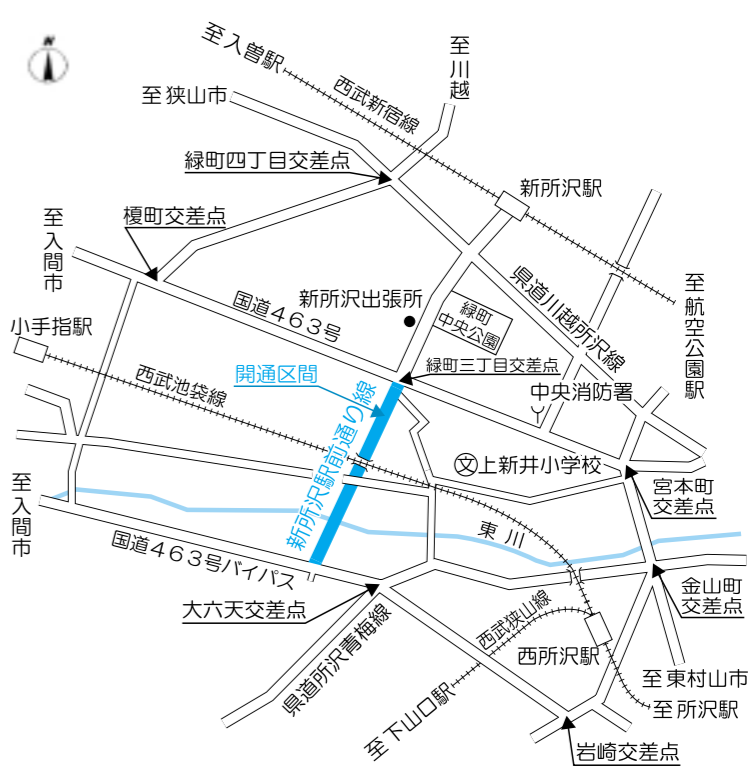 N
至入曽駅
至川越
西武新宿線
至狭山市
緑町四丁目交差点
新所沢駅
至入間市
榎町交差点
国道463号
新所沢出張所
緑町
中央公園
県道川越所沢線
至航空公園駅
小手指駅
西武池袋線
開通区間
緑町三丁目交差点
中央消防署
新所沢駅前通り線
文上新井小学校
宮本町
交差点
至入間市
国道463号バイパス
東川
大六天交差点
金山町
交差点
県道所沢青梅線
西武狭山線
西所沢駅
至東村山市
至下山口駅
至所沢駅
岩崎交差点